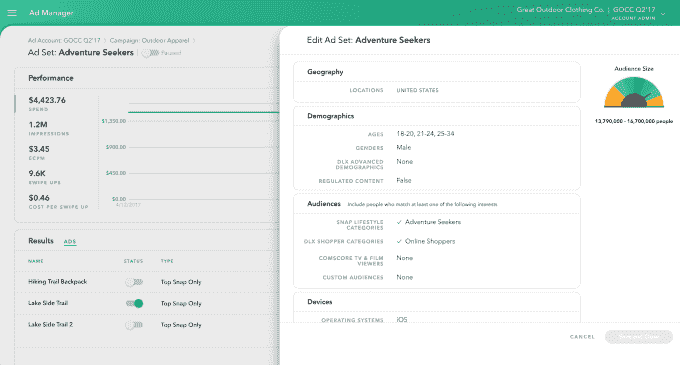 Ad Manager
Great Outdoor Clothing Co. | GOCC Q2'17
ACCOUNT ADMIN
Ad Account: GOCC Q2'17 / Campaign: Outdoor Apparel /
Ad Set: Adventure Seekers
Paused
Performance
$4,423.76
SPEND
1.2M
IMPRESSIONS
$3.45
ECPM
9.6K
SWIPE UPS
$0.46
COST PER SWIPE UP
$1,350.00
$900.00
$450.00
$0.00
4/12/2017
Results ADS
NAME STATUS TYPE
Hiking Trail Backpack Top Snap Only
Lake Side Trail Top Snap Only
Lake Side Trail 2 Top Snap Only
Edit Ad Set: Adventure Seekers
Geography
LOCATIONS UNITED STATES
Demographics
AGES 18-20, 21-24, 25-34
GENDERS Male
DLX ADVANCED DEMOGRAPHICS None
REGULATED CONTENT False
Audiences Include people who match at least one of the following interests
SNAP LIFESTYLE CATEGORIES Adventure Seekers
DLX SHOPPER CATEGORIES Online Shoppers
COMSCORE TV & FILM VIEWERS None
CUSTOM AUDIENCES None
Devices
OPERATING SYSTEMS iOS
Audience Size
13,790,000 - 16,700,000 people
CANCEL
Save and Close